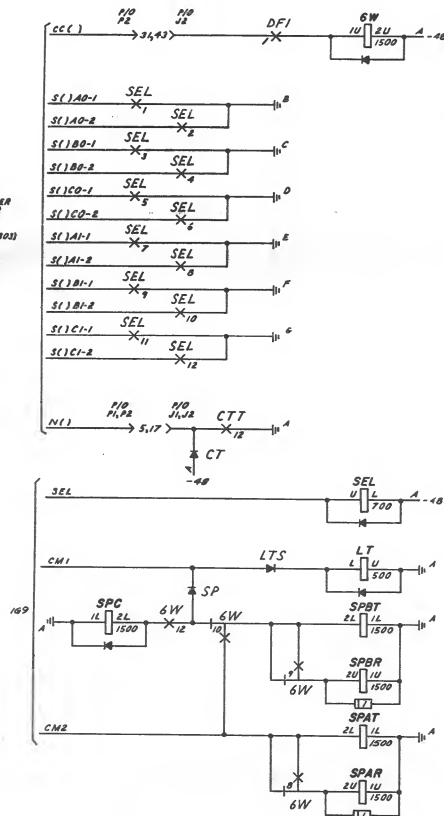 P/O P/O
P2 J2 DF1 6W
CC( ) 31,43 1 1U 2U A -48
1500
SEL
S( )A0-1 1 B
SEL
S( )A0-2 2
SEL
S( )B0-1 3 C
SEL
S( )B0-2 4
SEL
S( )C0-1 5 D
SEL
S( )C0-2 6
SEL
S( )A1-1 7 E
SEL
S( )A1-2 8
SEL
S( )B1-1 9 F
SEL
S( )B1-2 10
SEL
S( )C1-1 11 G
SEL
S( )C1-2 12
P/O P/O
P1,P2 J1,J2 CTT
N( ) 5,17 12 A
CT
A
-48
SEL
SEL U L A -48
700
LTS LT
CM1 L U A
500
SP
169
SPC 6W 6W SPBT
A 1L 2L 12 10 2L 1L A
1500 1500
SPBR
9 2U 1U
6W 1500
SPAT
CM2 2L 1L A
1500
SPAR
8 2U 1U
6W 1500